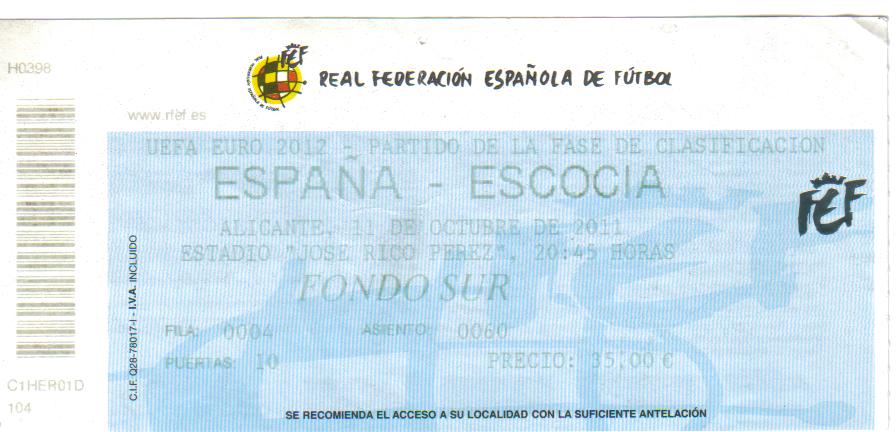 H0398
RFEF
REAL FEDERACIÓN ESPAÑOLA DE FÚTBOL
www.rfef.es
UEFA EURO 2012 - PARTIDO DE LA FASE DE CLASIFICACION
ESPAÑA - ESCOCIA
ALICANTE, 11 DE OCTUBRE DE 2011
ESTADIO "JOSE RICO PEREZ", 20:45 HORAS
FONDO SUR
FILA: 0004 ASIENTO: 0060
PUERTAS: 10 PRECIO: 35,00 €
RFEF
C.I.F. Q28-78017-I - I.V.A. INCLUIDO
C1HER01D
104
SE RECOMIENDA EL ACCESO A SU LOCALIDAD CON LA SUFICIENTE ANTELACIÓN